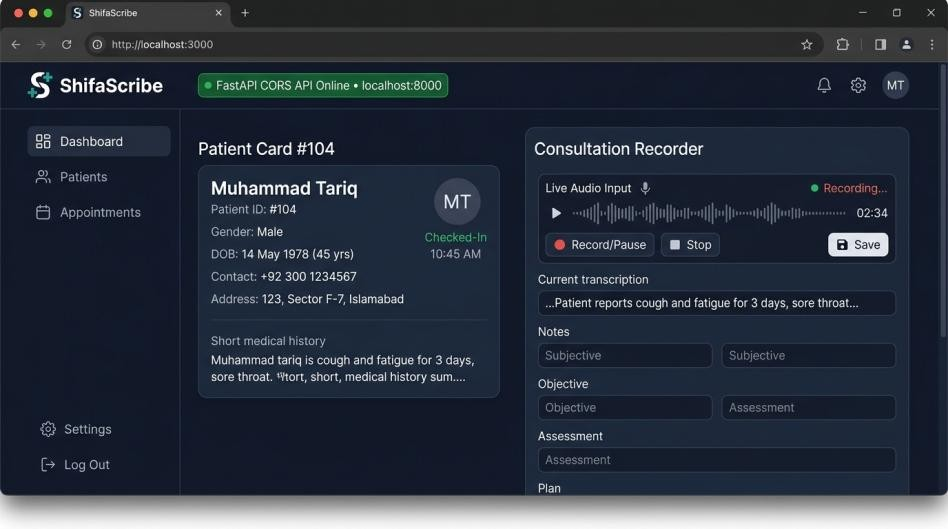 ShifaScribe
http://localhost:3000
ShifaScribe
FastAPI CORS API Online • localhost:8000
MT
Dashboard
Patients
Appointments
Settings
Log Out
Patient Card #104
Muhammad Tariq
MT
Patient ID: #104
Gender: Male
Checked-In
DOB: 14 May 1978 (45 yrs)
10:45 AM
Contact: +92 300 1234567
Address: 123, Sector F-7, Islamabad
Short medical history
Muhammad tariq is cough and fatigue for 3 days,
sore throat. short, medical history sum....
Consultation Recorder
Live Audio Input
Recording...
02:34
Record/Pause
Stop
Save
Current transcription
...Patient reports cough and fatigue for 3 days, sore throat...
Notes
Subjective Subjective
Objective
Objective Assessment
Assessment
Assessment
Plan